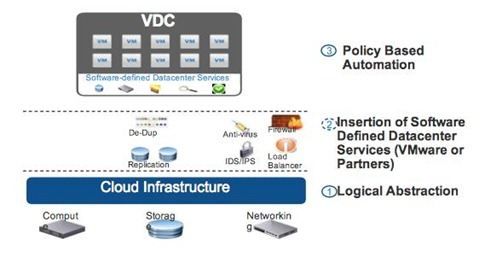 VDC
VM VM VM VM VM
VM VM VM VM VM
Software-defined Datacenter Services
③ Policy Based
Automation
De-Dup
Anti-virus
Firewall
② Insertion of Software
Defined Datacenter
Services (VMware or
Partners)
Replication
IDS/IPS
Load
Balancer
Cloud Infrastructure
① Logical Abstraction
Comput
e
Storag
e
Networkin
g